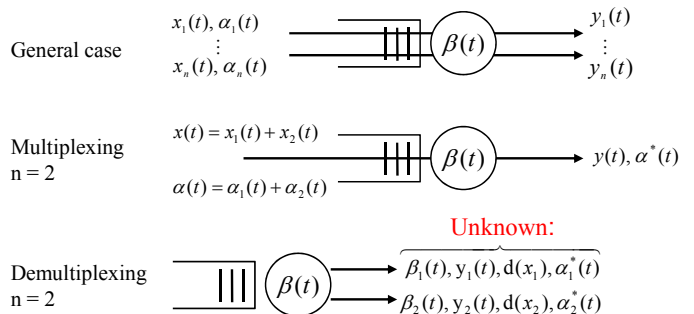 General case
x₁(t), α₁(t)
⋮
xₙ(t), αₙ(t)
β(t)
y₁(t)
⋮
yₙ(t)
Multiplexing
n = 2
x(t) = x₁(t) + x₂(t)
α(t) = α₁(t) + α₂(t)
β(t)
y(t), α*(t)
Unknown:
Demultiplexing
n = 2
β(t)
β₁(t), y₁(t), d(x₁), α₁*(t)
β₂(t), y₂(t), d(x₂), α₂*(t)